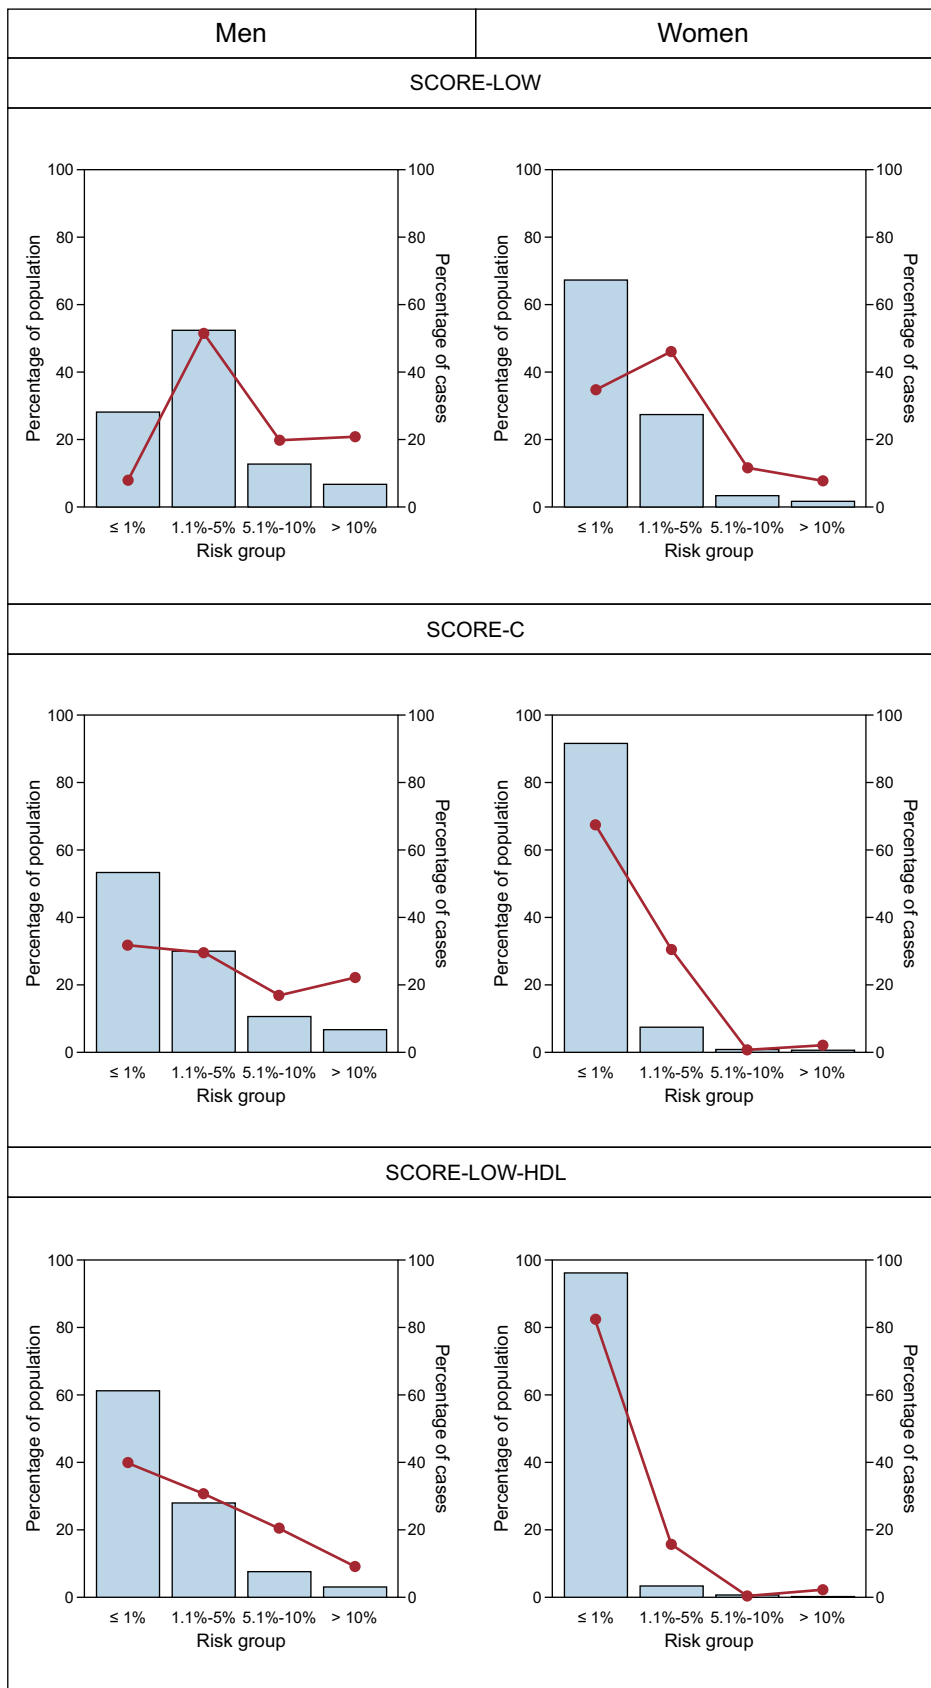 Men Women
SCORE-LOW
100 100 100 100
80 80 80 80
60 60 60 60
40 40 40 40
20 20 20 20
0 0 0 0
Percentage of population Percentage of cases Percentage of population Percentage of cases
≤ 1% 1.1%-5% 5.1%-10% > 10% ≤ 1% 1.1%-5% 5.1%-10% > 10%
Risk group Risk group
SCORE-C
100 100 100 100
80 80 80 80
60 60 60 60
40 40 40 40
20 20 20 20
0 0 0 0
Percentage of population Percentage of cases Percentage of population Percentage of cases
≤ 1% 1.1%-5% 5.1%-10% > 10% ≤ 1% 1.1%-5% 5.1%-10% > 10%
Risk group Risk group
SCORE-LOW-HDL
100 100 100 100
80 80 80 80
60 60 60 60
40 40 40 40
20 20 20 20
0 0 0 0
Percentage of population Percentage of cases Percentage of population Percentage of cases
≤ 1% 1.1%-5% 5.1%-10% > 10% ≤ 1% 1.1%-5% 5.1%-10% > 10%
Risk group Risk group